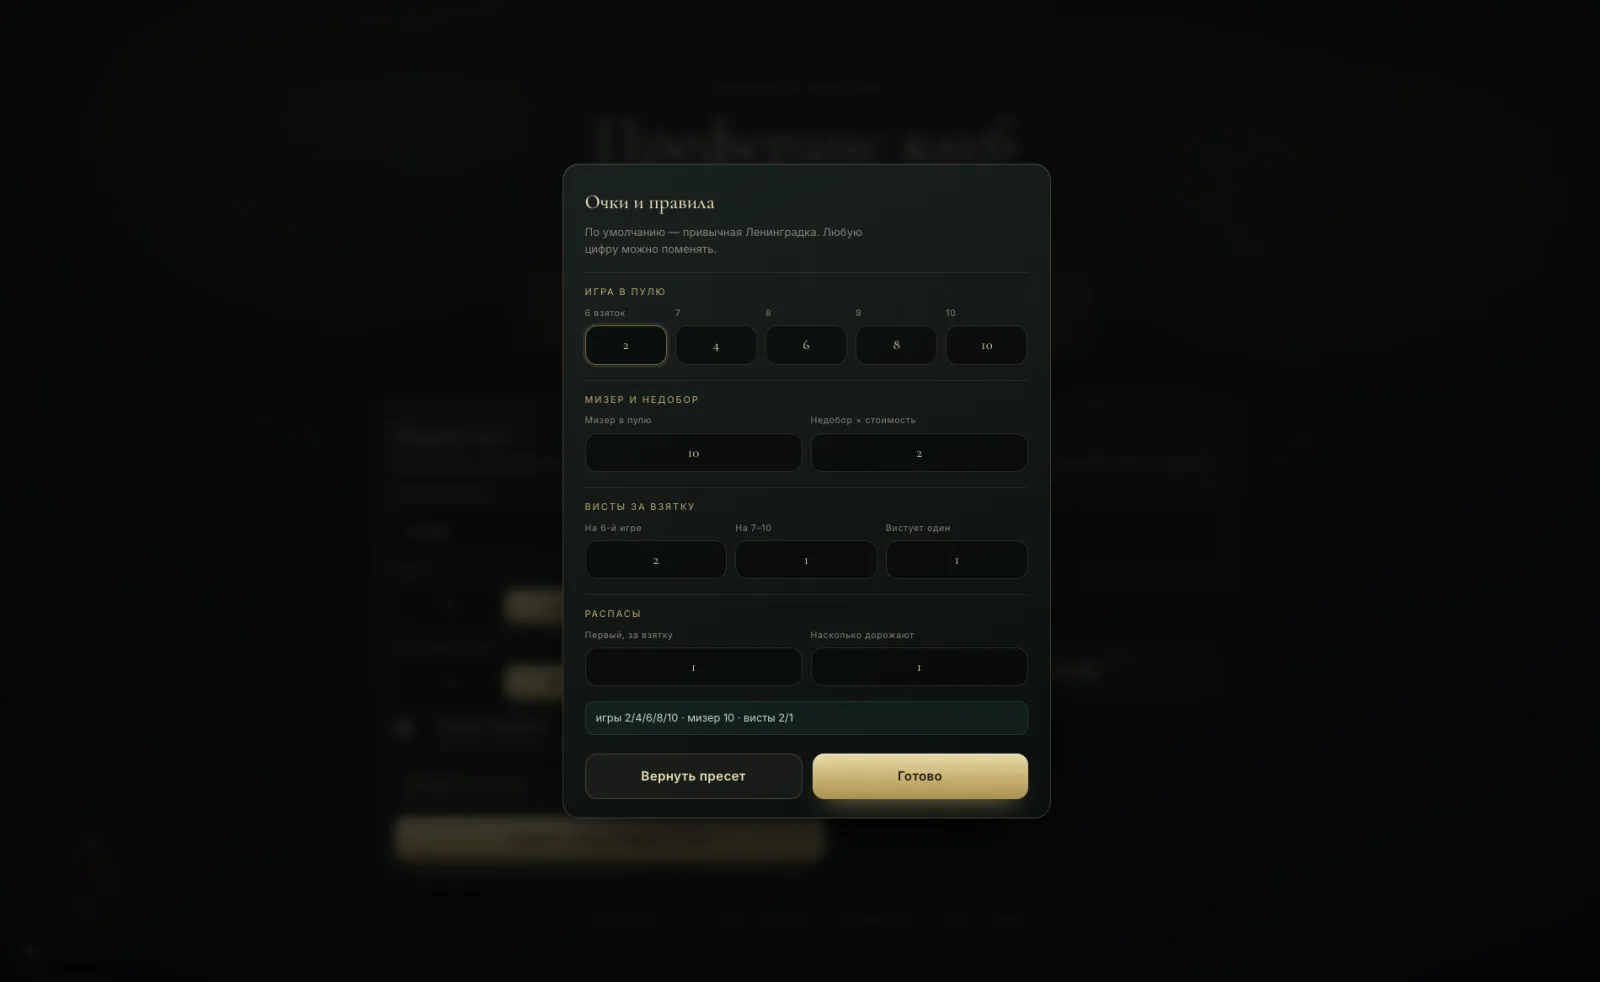 Преферанс клуб
Очки и правила
По умолчанию — привычная Ленинградка. Любую
цифру можно поменять.
ИГРА В ПУЛЮ
6 взяток 7 8 9 10
2 4 6 8 10
МИЗЕР И НЕДОБОР
Мизер в пулю Недобор × стоимость
10 2
ВИСТЫ ЗА ВЗЯТКУ
На 6-й игре На 7–10 Вистует один
2 1 1
РАСПАСЫ
Первый, за взятку Насколько дорожают
1 1
игры 2/4/6/8/10 · мизер 10 · висты 2/1
Вернуть пресет Готово